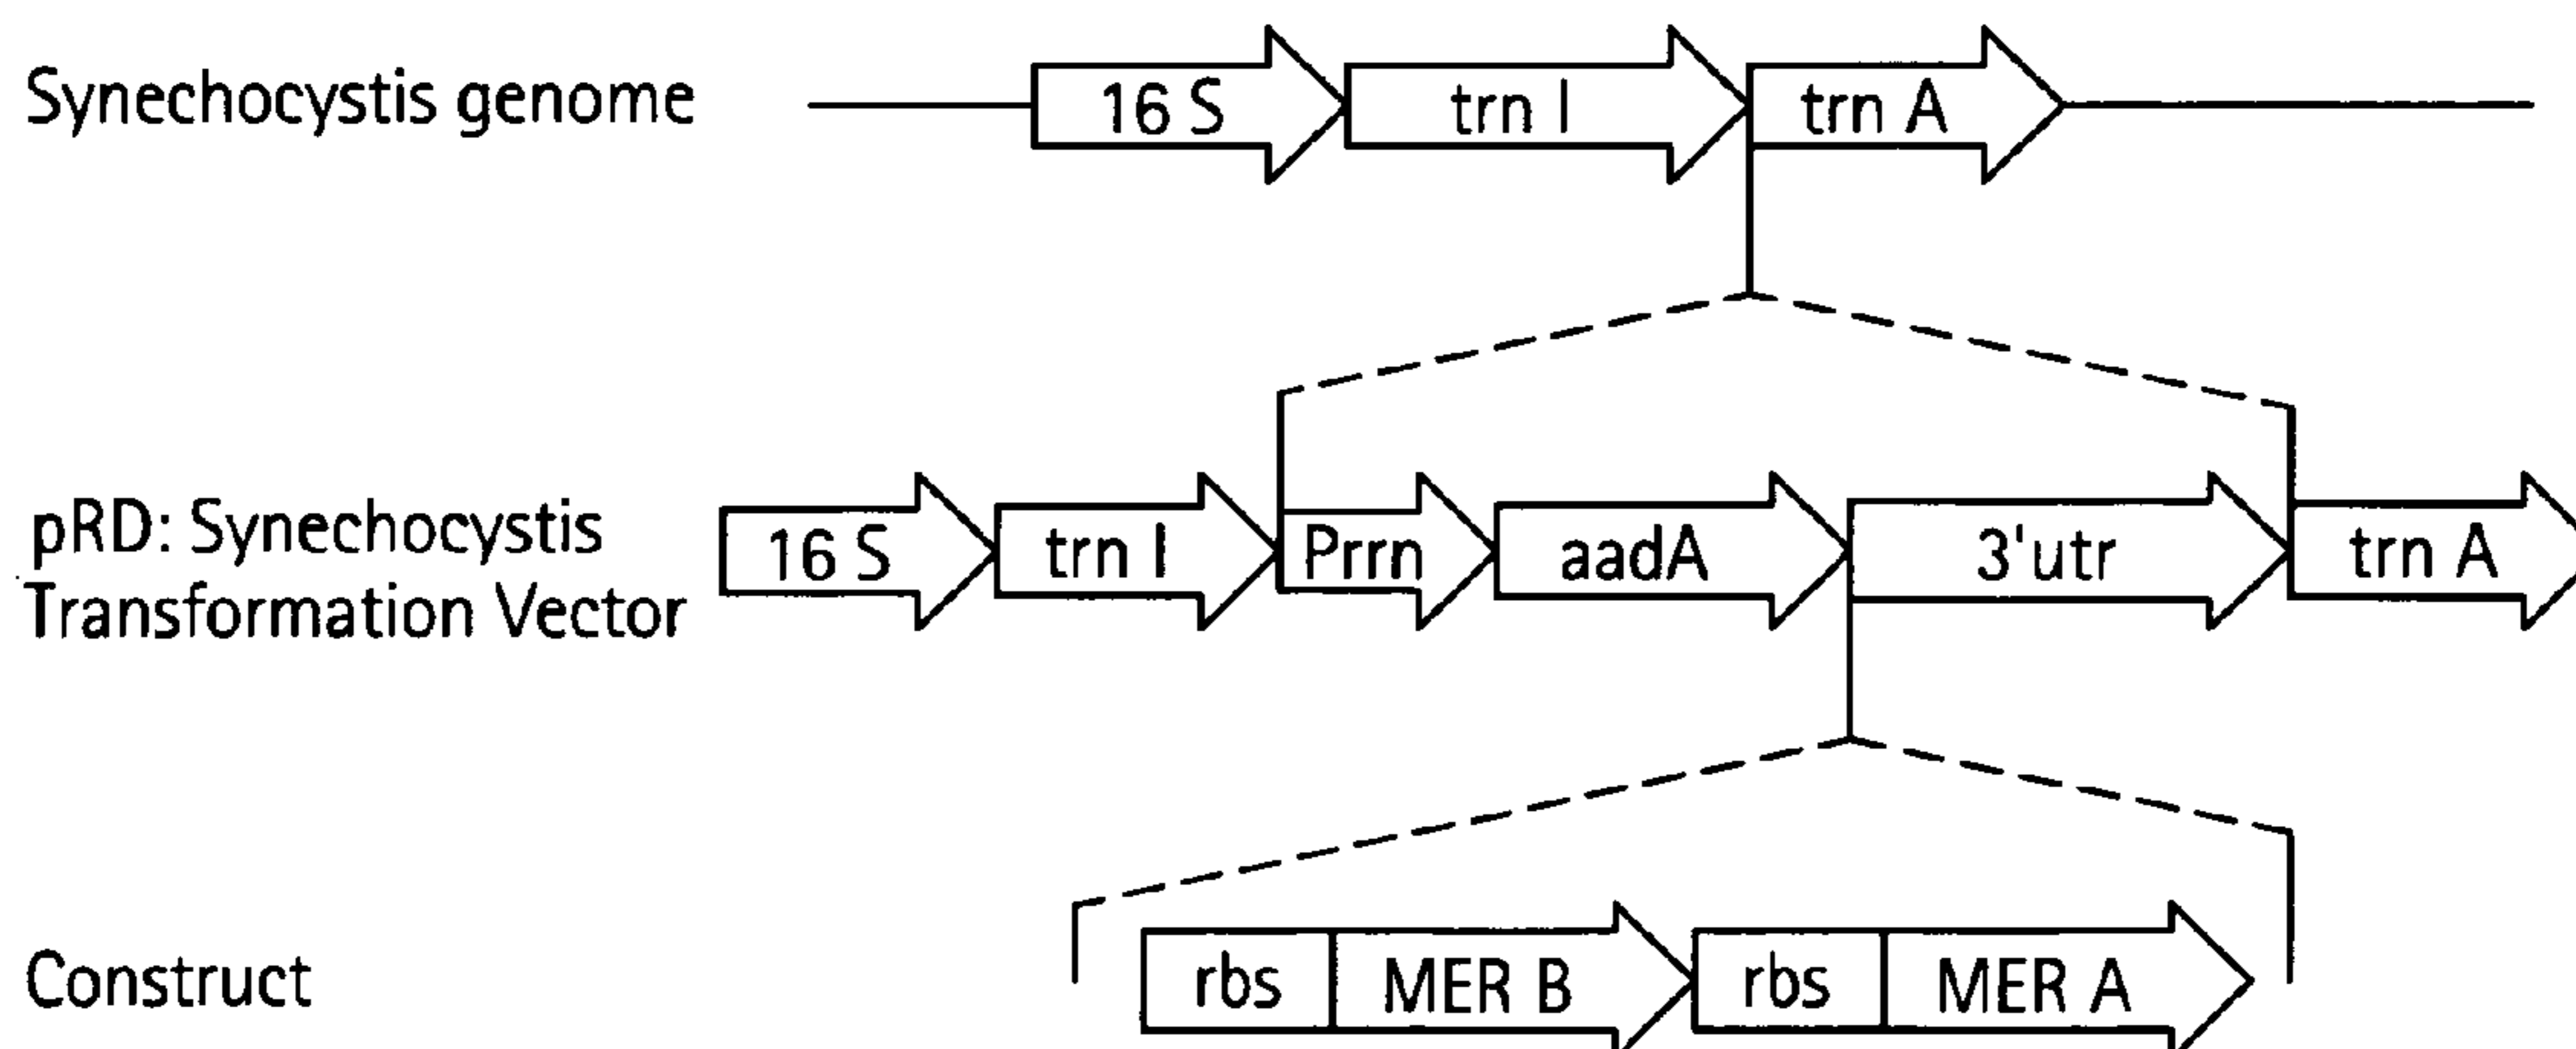 Synechocystis genome
16 S
trn I
trn A
pRD: Synechocystis
Transformation Vector
16 S
trn I
Prrn
aadA
3'utr
trn A
Construct
rbs
MER B
rbs
MER A